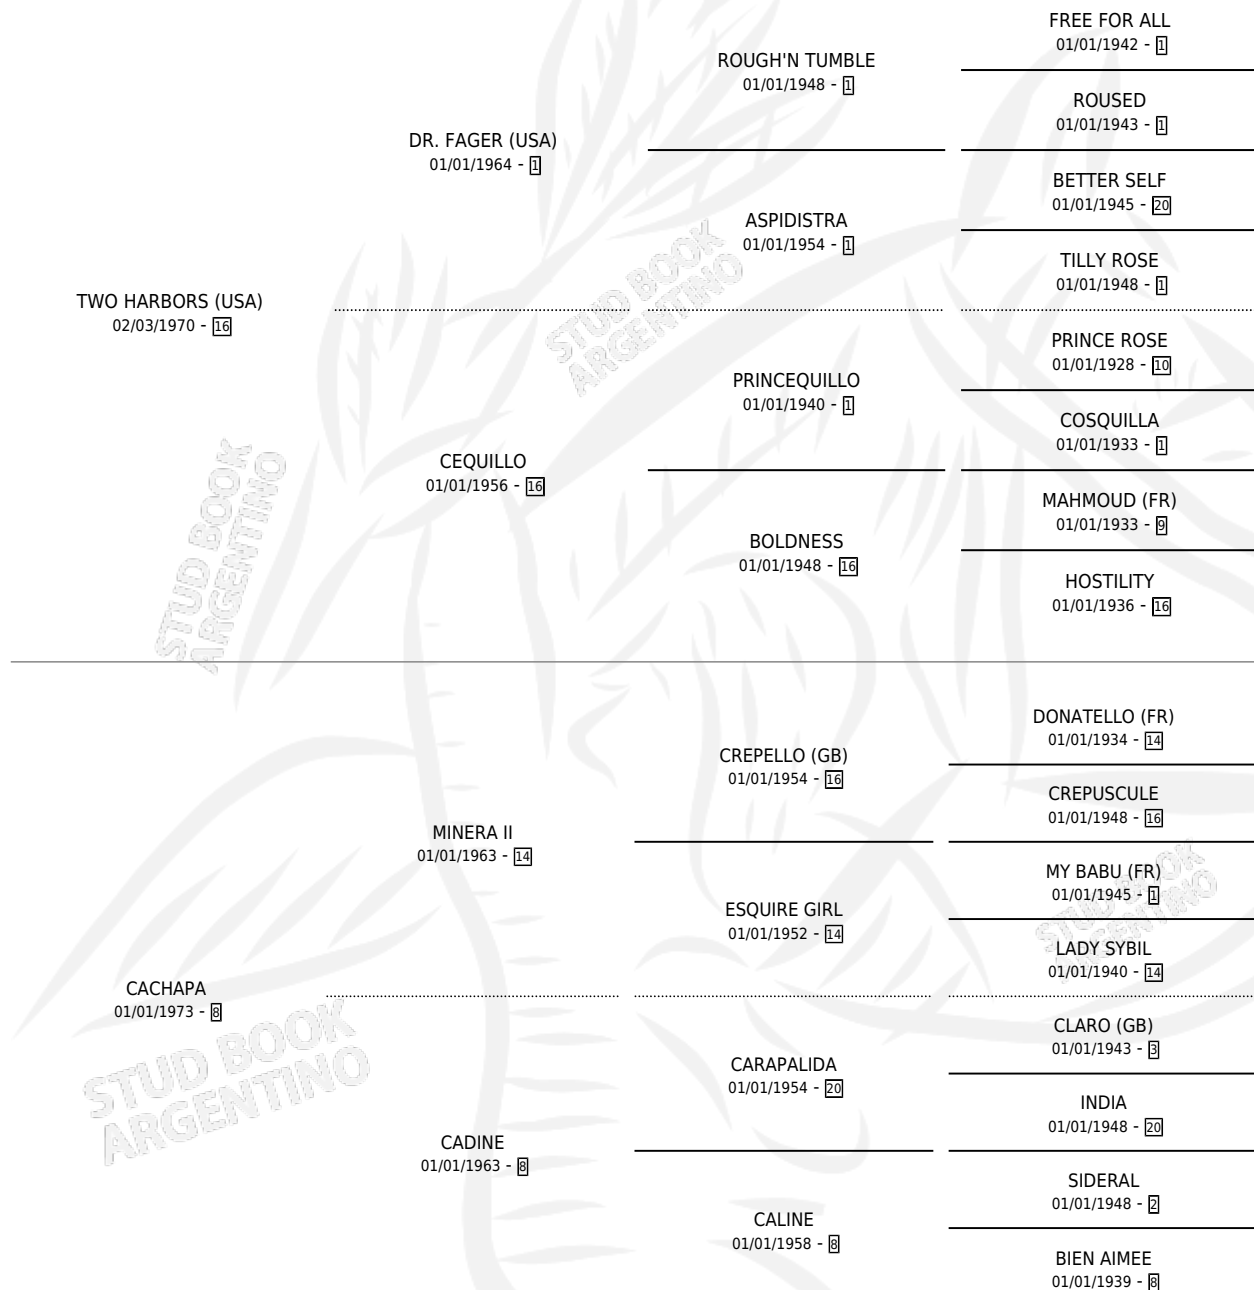 FREE FOR ALL
01/01/1942 - 1
ROUGH'N TUMBLE
01/01/1948 - 1
ROUSED
01/01/1943 - 1
DR. FAGER (USA)
01/01/1964 - 1
BETTER SELF
01/01/1945 - 20
ASPIDISTRA
01/01/1954 - 1
TILLY ROSE
01/01/1948 - 1
TWO HARBORS (USA)
02/03/1970 - 16
PRINCE ROSE
01/01/1928 - 10
PRINCEQUILLO
01/01/1940 - 1
COSQUILLA
01/01/1933 - 1
CEQUILLO
01/01/1956 - 16
MAHMOUD (FR)
01/01/1933 - 9
BOLDNESS
01/01/1948 - 16
HOSTILITY
01/01/1936 - 16
DONATELLO (FR)
01/01/1934 - 14
CREPELLO (GB)
01/01/1954 - 16
CREPUSCULE
01/01/1948 - 16
MINERA II
01/01/1963 - 14
MY BABU (FR)
01/01/1945 - 1
ESQUIRE GIRL
01/01/1952 - 14
LADY SYBIL
01/01/1940 - 14
CACHAPA
01/01/1973 - 8
CLARO (GB)
01/01/1943 - 3
CARAPALIDA
01/01/1954 - 20
INDIA
01/01/1948 - 20
CADINE
01/01/1963 - 8
SIDERAL
01/01/1948 - 2
CALINE
01/01/1958 - 8
BIEN AIMEE
01/01/1939 - 8
STUD BOOK
ARGENTINO
STUD BOOK
ARGENTINO
STUD BOOK
ARGENTINO
STUD BOOK
ARGENTINO